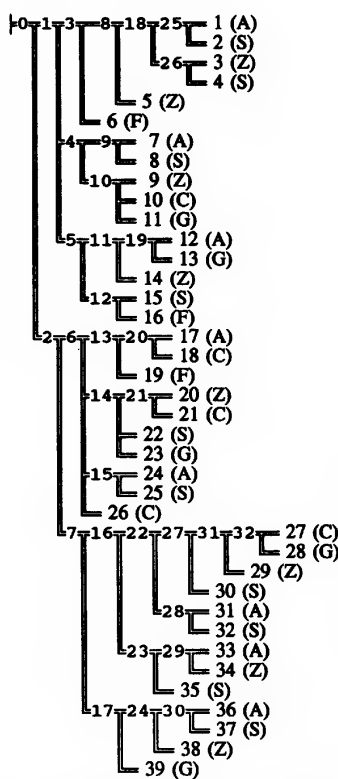 0 1 3 8 18 25 1 (A)
2 (S)
26 3 (Z)
4 (S)
5 (Z)
6 (F)
4 9 7 (A)
8 (S)
10 9 (Z)
10 (C)
11 (G)
5 11 19 12 (A)
13 (G)
14 (Z)
12 15 (S)
16 (F)
2 6 13 20 17 (A)
18 (C)
19 (F)
14 21 20 (Z)
21 (C)
22 (S)
23 (G)
15 24 (A)
25 (S)
26 (C)
7 16 22 27 31 32 27 (C)
28 (G)
29 (Z)
30 (S)
28 31 (A)
32 (S)
23 29 33 (A)
34 (Z)
35 (S)
17 24 30 36 (A)
37 (S)
38 (Z)
39 (G)